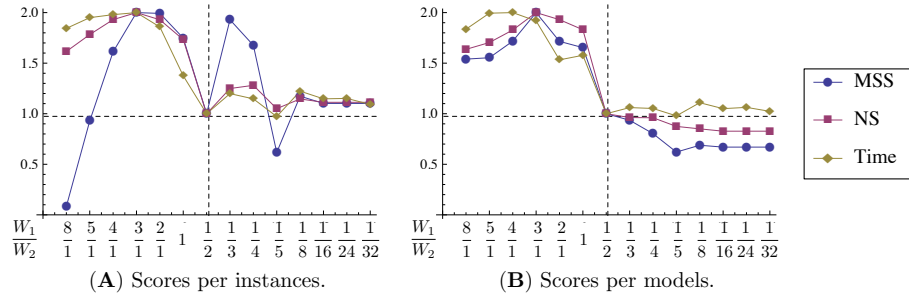 2.0
1.5
1.0
0.5
W1/W2 8/1 5/1 4/1 3/1 2/1 1 1/2 1/3 1/4 1/5 1/8 1/16 1/24 1/32
(A) Scores per instances.
2.0
1.5
1.0
0.5
W1/W2 8/1 5/1 4/1 3/1 2/1 1 1/2 1/3 1/4 1/5 1/8 1/16 1/24 1/32
(B) Scores per models.
MSS
NS
Time